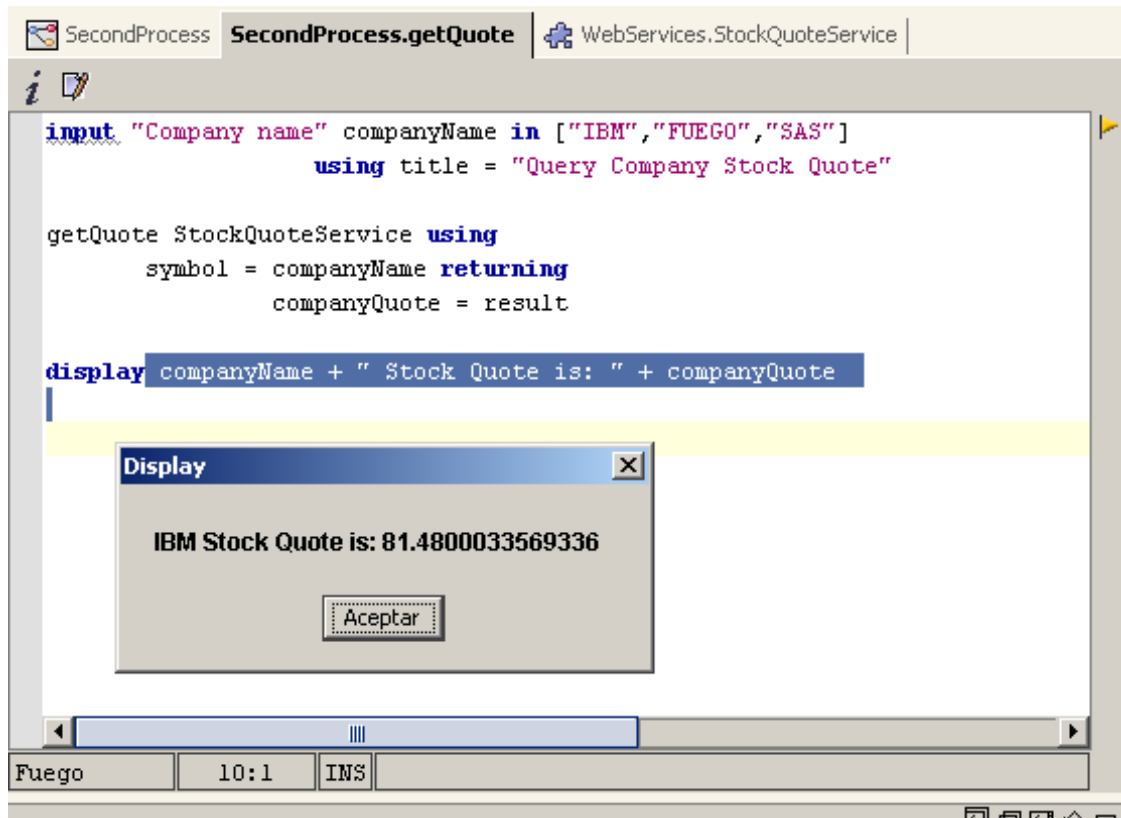 SecondProcess SecondProcess.getQuote WebServices.StockQuoteService
i
input "Company name" companyName in ["IBM","FUEGO","SAS"]
using title = "Query Company Stock Quote"
getQuote StockQuoteService using
symbol = companyName returning
companyQuote = result
display companyName + " Stock Quote is: " + companyQuote
Display
IBM Stock Quote is: 81.4800033569336
Aceptar
Fuego 10:1 INS